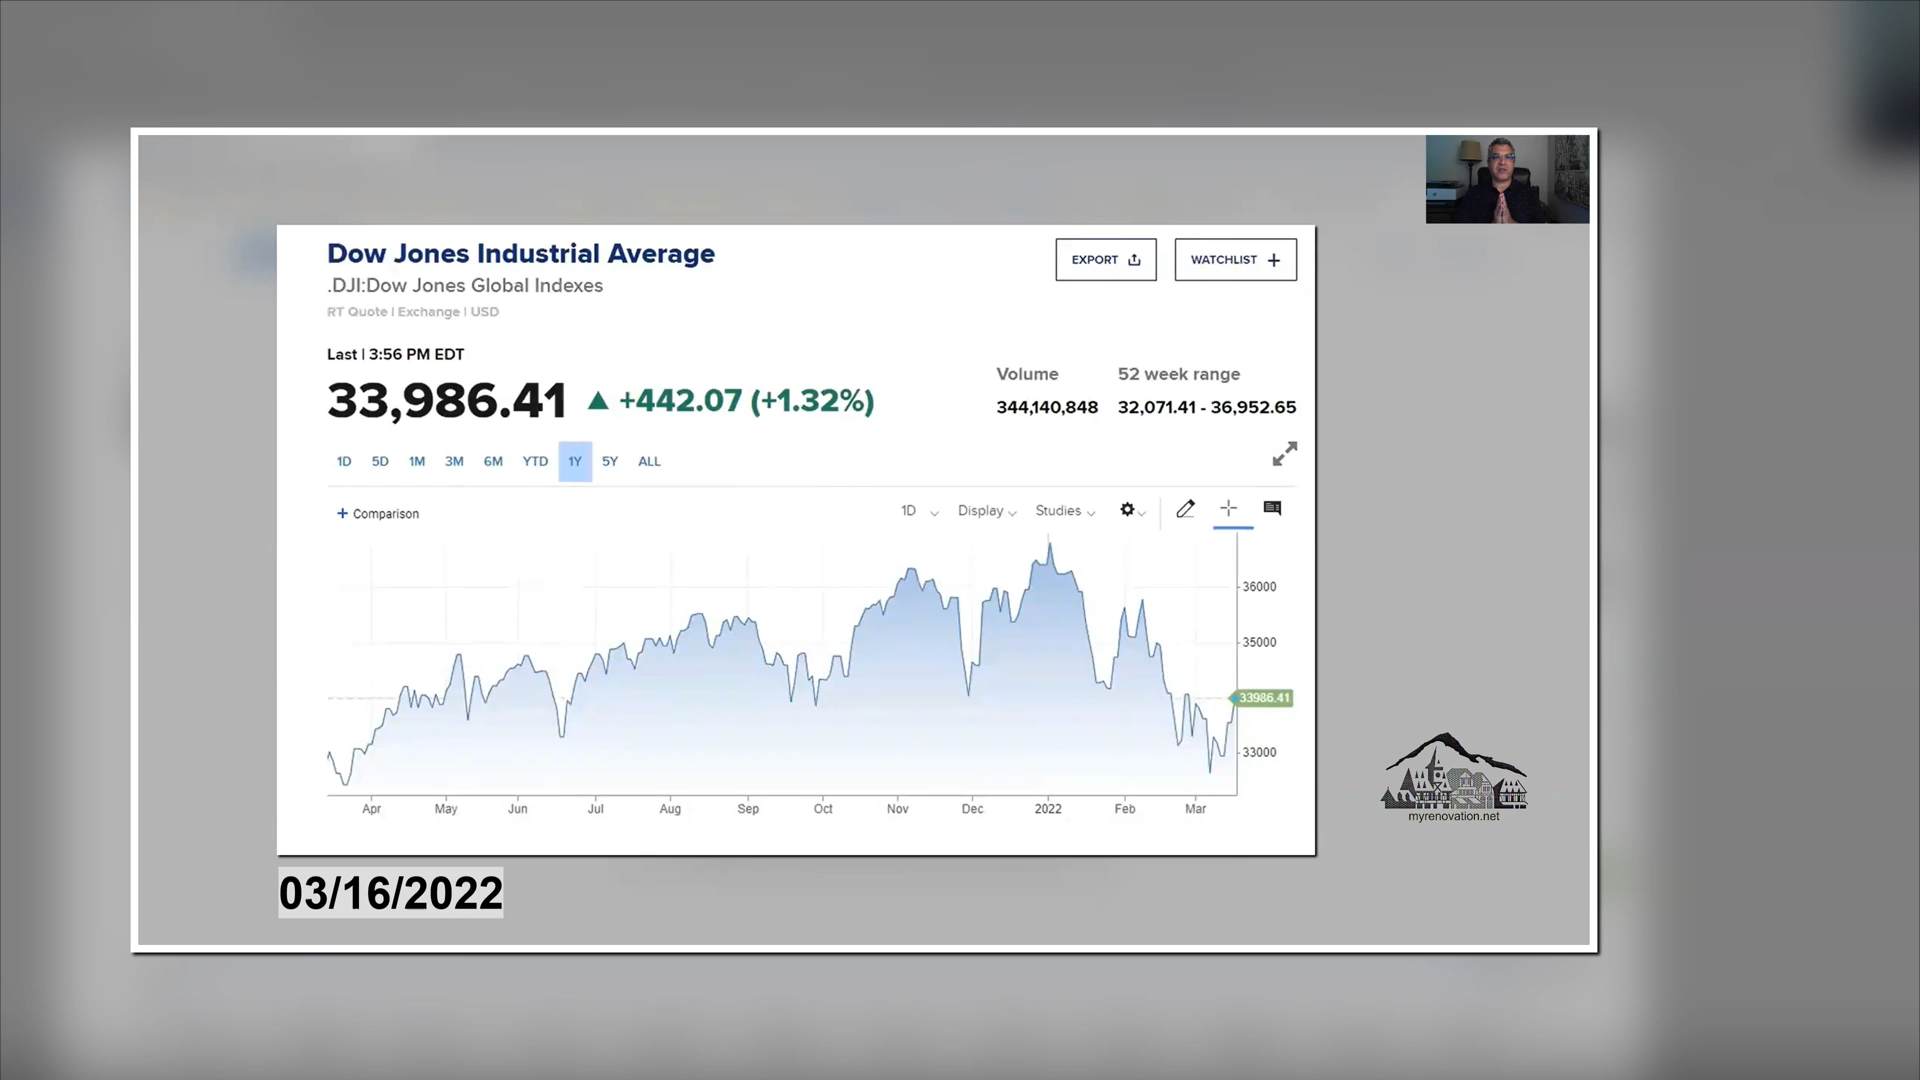 Dow Jones Industrial Average
EXPORT
WATCHLIST +
.DJI:Dow Jones Global Indexes
RT Quote | Exchange | USD
Last | 3:56 PM EDT
33,986.41 ▲ +442.07 (+1.32%)
Volume
344,140,848
52 week range
32,071.41 - 36,952.65
1D 5D 1M 3M 6M YTD 1Y 5Y ALL
+ Comparison
1D Display Studies
36000
35000
33986.41
33000
Apr May Jun Jul Aug Sep Oct Nov Dec 2022 Feb Mar
myrenovation.net
03/16/2022